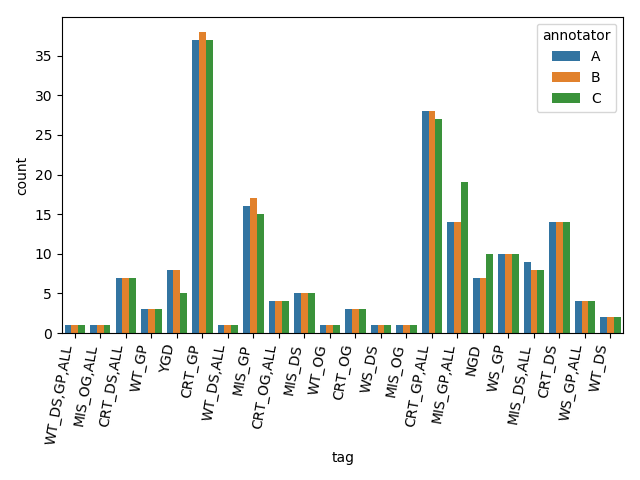 annotator
A
B
C
count
35
30
25
20
15
10
5
0
WT_DS,GP,ALL
MIS_OG,ALL
CRT_DS,ALL
WT_GP
YGD
CRT_GP
WT_DS,ALL
MIS_GP
CRT_OG,ALL
MIS_DS
WT_OG
CRT_OG
WS_DS
MIS_OG
CRT_GP,ALL
MIS_GP,ALL
NGD
WS_GP
MIS_DS,ALL
CRT_DS
WS_GP,ALL
WT_DS
tag